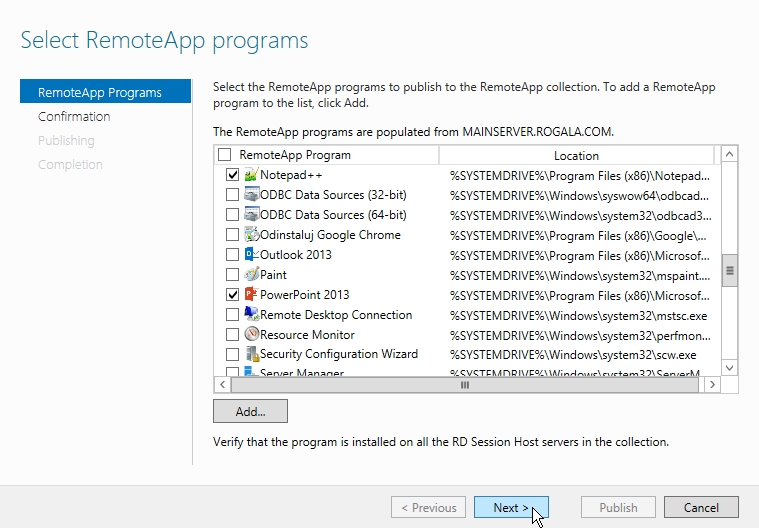 Select RemoteApp programs
RemoteApp Programs
Confirmation
Publishing
Completion
Select the RemoteApp programs to publish to the RemoteApp collection. To add a RemoteApp
program to the list, click Add.
The RemoteApp programs are populated from MAINSERVER.ROGALA.COM.
RemoteApp Program Location
Notepad++ %SYSTEMDRIVE%\Program Files (x86)\Notepad...
ODBC Data Sources (32-bit) %SYSTEMDRIVE%\Windows\syswow64\odbcad...
ODBC Data Sources (64-bit) %SYSTEMDRIVE%\Windows\system32\odbcad3...
Odinstaluj Google Chrome %SYSTEMDRIVE%\Program Files (x86)\Google\...
Outlook 2013 %SYSTEMDRIVE%\Program Files (x86)\Microsof...
Paint %SYSTEMDRIVE%\Windows\system32\mspaint....
PowerPoint 2013 %SYSTEMDRIVE%\Program Files (x86)\Microsof...
Remote Desktop Connection %SYSTEMDRIVE%\Windows\system32\mstsc.exe
Resource Monitor %SYSTEMDRIVE%\Windows\system32\perfmon...
Security Configuration Wizard %SYSTEMDRIVE%\Windows\system32\scw.exe
Server Manager %SYSTEMDRIVE%\Windows\system32\ServerM...
Add...
Verify that the program is installed on all the RD Session Host servers in the collection.
< Previous Next > Publish Cancel